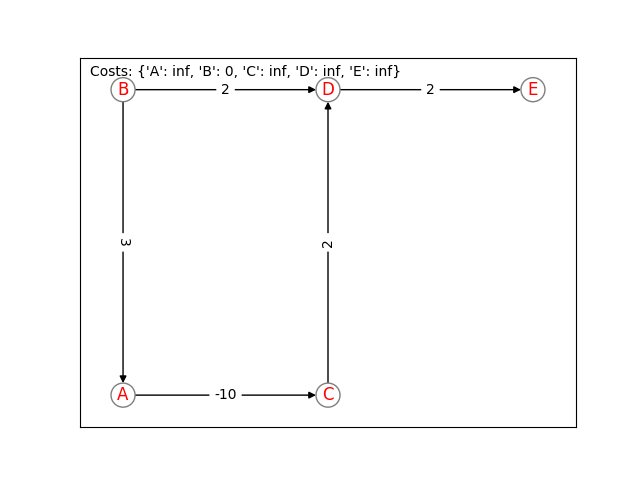 Costs: {'A': inf, 'B': 0, 'C': inf, 'D': inf, 'E': inf}
B 2 D 2 E
3 2
A -10 C